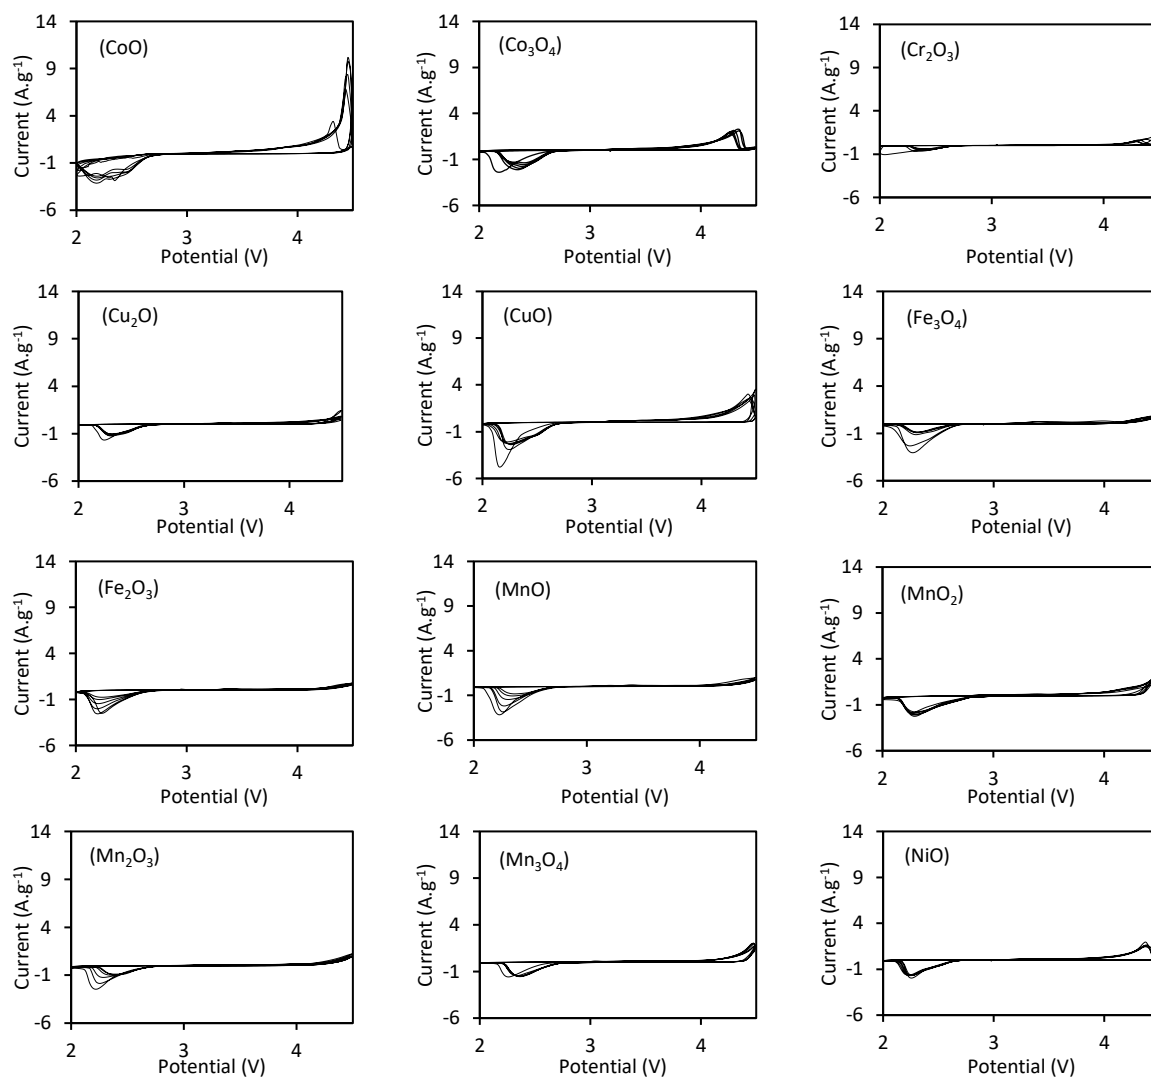 (CoO)
Current (A.g-1)
14
9
4
-1
-6
2 3 4
Potential (V)
(Co3O4)
Current (A.g-1)
14
9
4
-1
-6
2 3 4
Potential (V)
(Cr2O3)
Current (A.g-1)
14
9
4
-1
-6
2 3 4
Potenial (V)
(Cu2O)
Current (A.g-1)
14
9
4
-1
-6
2 3 4
Potential (V)
(CuO)
Current (A.g-1)
14
9
4
-1
-6
2 3 4
Potential (V)
(Fe3O4)
Current (A.g-1)
14
9
4
-1
-6
2 3 4
Potential (V)
(Fe2O3)
Current (A.g-1)
14
9
4
-1
-6
2 3 4
Potential (V)
(MnO)
Current (A.g-1)
14
9
4
-1
-6
2 3 4
Potential (V)
(MnO2)
Current (A.g-1)
14
9
4
-1
-6
2 3 4
Potential (V)
(Mn2O3)
Current (A.g-1)
14
9
4
-1
-6
2 3 4
Potential (V)
(Mn3O4)
Current (A.g-1)
14
9
4
-1
-6
2 3 4
Potential (V)
(NiO)
Current (A.g-1)
14
9
4
-1
-6
2 3 4
Potential (V)